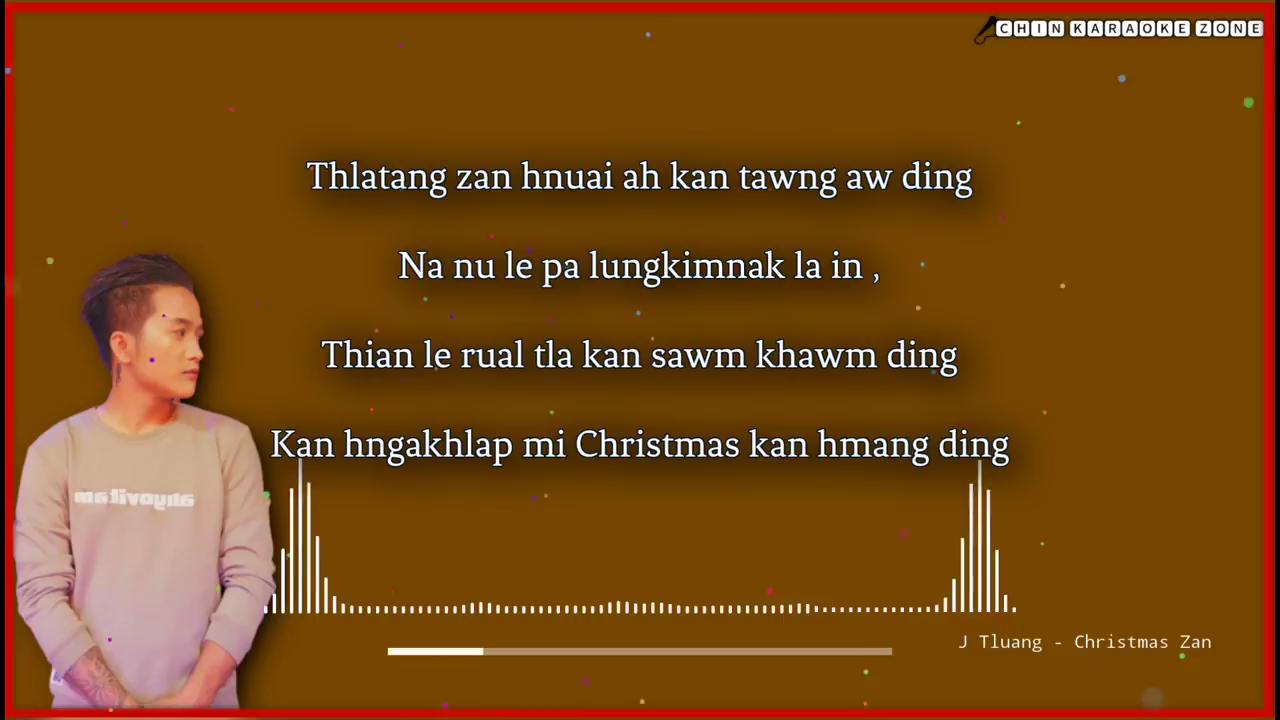 CHIN KARAOKE ZONE
Thlatang zan hnuai ah kan tawng aw ding
Na nu le pa lungkimnak la in ,
Thian le rual tla kan sawm khawm ding
Kan hngakhlap mi Christmas kan hmang ding
J Tluang - Christmas Zan